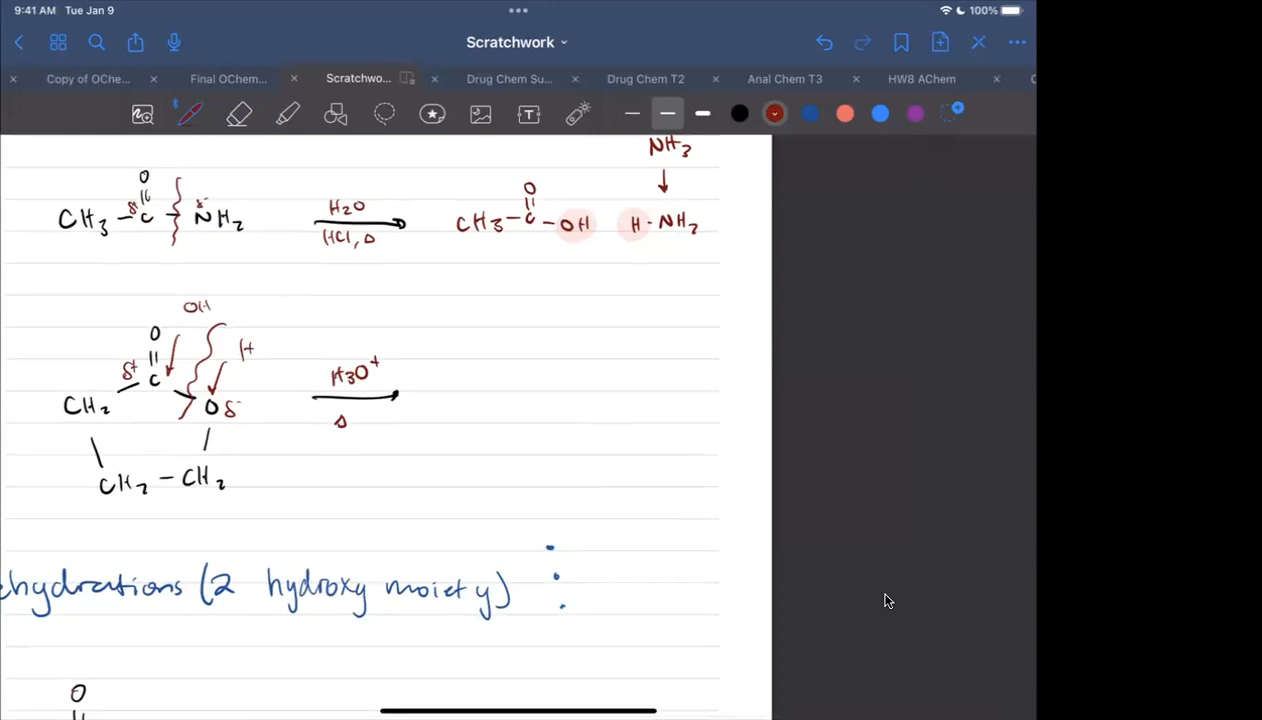 9:41 AM Tue Jan 9
100%
Scratchwork
Copy of OChe...
Final OChem...
Scratchwo...
Drug Chem Su...
Drug Chem T2
Anal Chem T3
HW8 AChem
NH3
O
CH3 - C - NH2
δ+ δ-
H2O
HCl, Δ
O
CH3 - C - OH H - NH2
OH
O
H
δ+
C
CH2 O δ-
H3O+
Δ
CH2 - CH2
ehydrations (2 hydroxy moiety) :
O